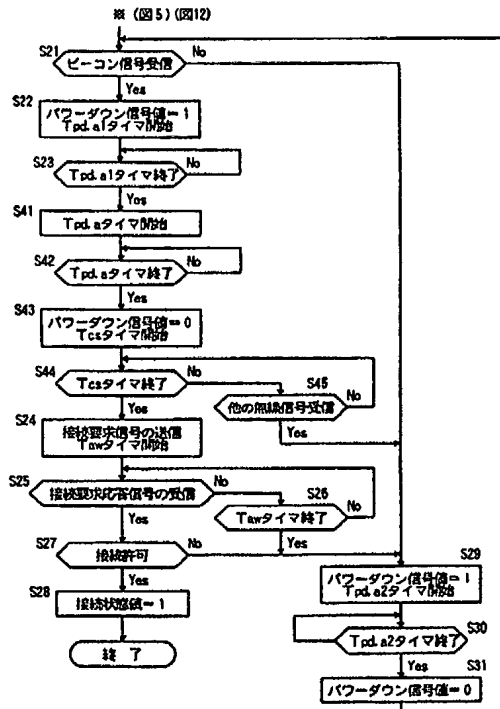 ※ (図5)(図12)
S21
ビーコン信号受信
No
Yes
S22
パワーダウン信号値＝1
Tpd.a1タイマ開始
S23
Tpd.a1タイマ終了
No
Yes
S41
Tpd.aタイマ開始
S42
Tpd.aタイマ終了
No
Yes
S43
パワーダウン信号値＝0
Tcsタイマ開始
S44
Tcsタイマ終了
No
Yes
S45
他の無線信号受信
No
Yes
S24
接続要求信号の送信
Tawタイマ開始
S25
接続要求応答信号の受信
No
Yes
S26
Tawタイマ終了
No
Yes
S27
接続許可
No
Yes
S28
接続状態値＝1
終了
S29
パワーダウン信号値＝1
Tpd.a2タイマ開始
S30
Tpd.a2タイマ終了
Yes
S31
パワーダウン信号値＝0